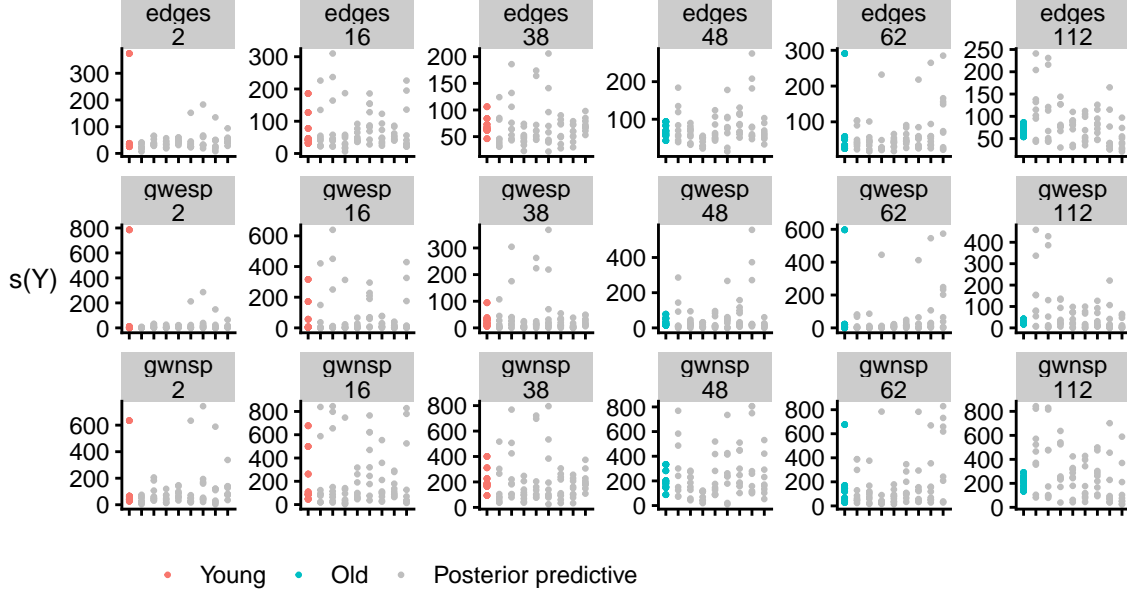 edges edges edges edges edges edges
2 16 38 48 62 112
300 200 100 0
300 200 100 0
200 150 100 50
200 100
300 200 100
250 200 150 100 50
gwesp gwesp gwesp gwesp gwesp gwesp
2 16 38 48 62 112
800 600 400 200 0
600 400 200 0
300 200 100 0
400 200 0
600 400 200 0
400 300 200 100 0
s(Y)
gwnsp gwnsp gwnsp gwnsp gwnsp gwnsp
2 16 38 48 62 112
600 400 200 0
800 600 400 200 0
800 600 400 200 0
800 600 400 200 0
800 600 400 200 0
800 600 400 200 0
Young Old Posterior predictive